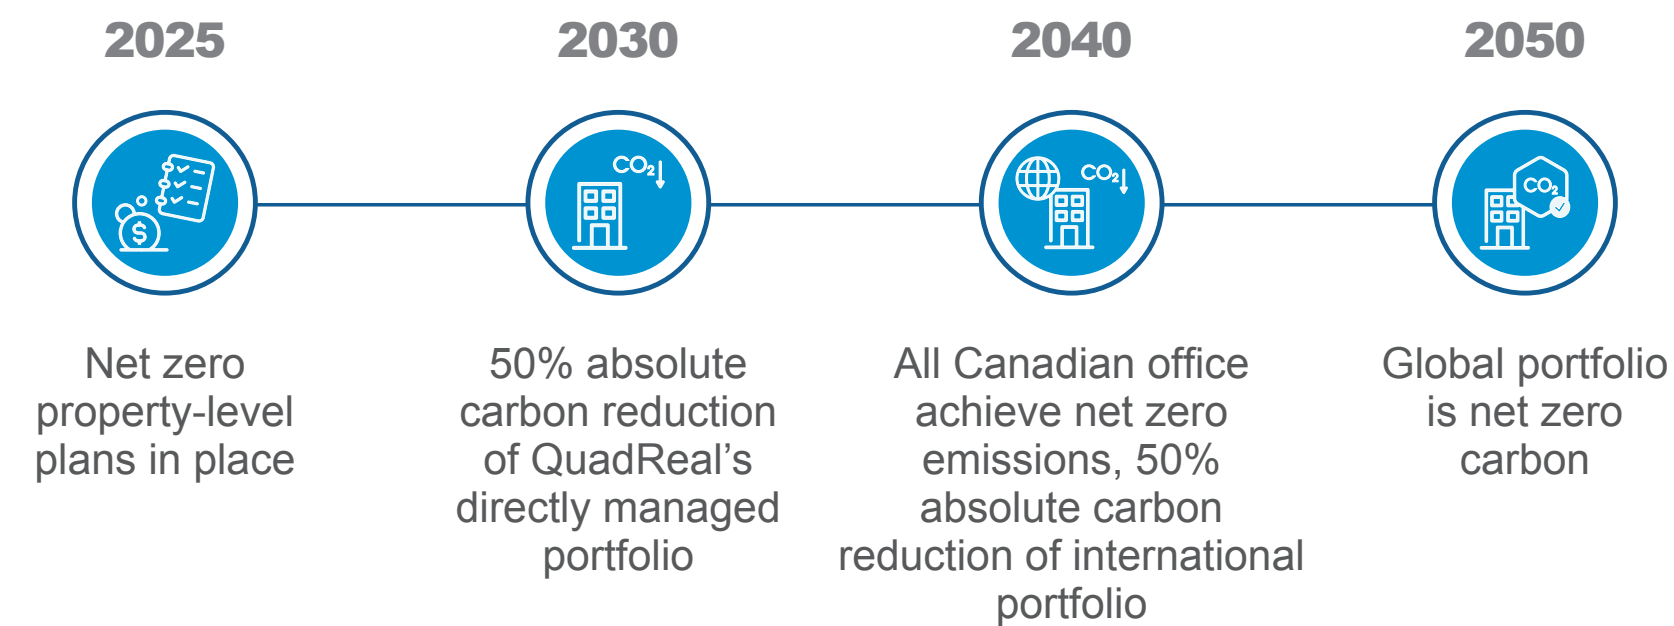 2025
2030
2040
2050
$
CO₂
CO₂
CO₂
Net zero
property-level
plans in place
50% absolute
carbon reduction
of QuadReal’s
directly managed
portfolio
All Canadian office
achieve net zero
emissions, 50%
absolute carbon
reduction of international
portfolio
Global portfolio
is net zero
carbon